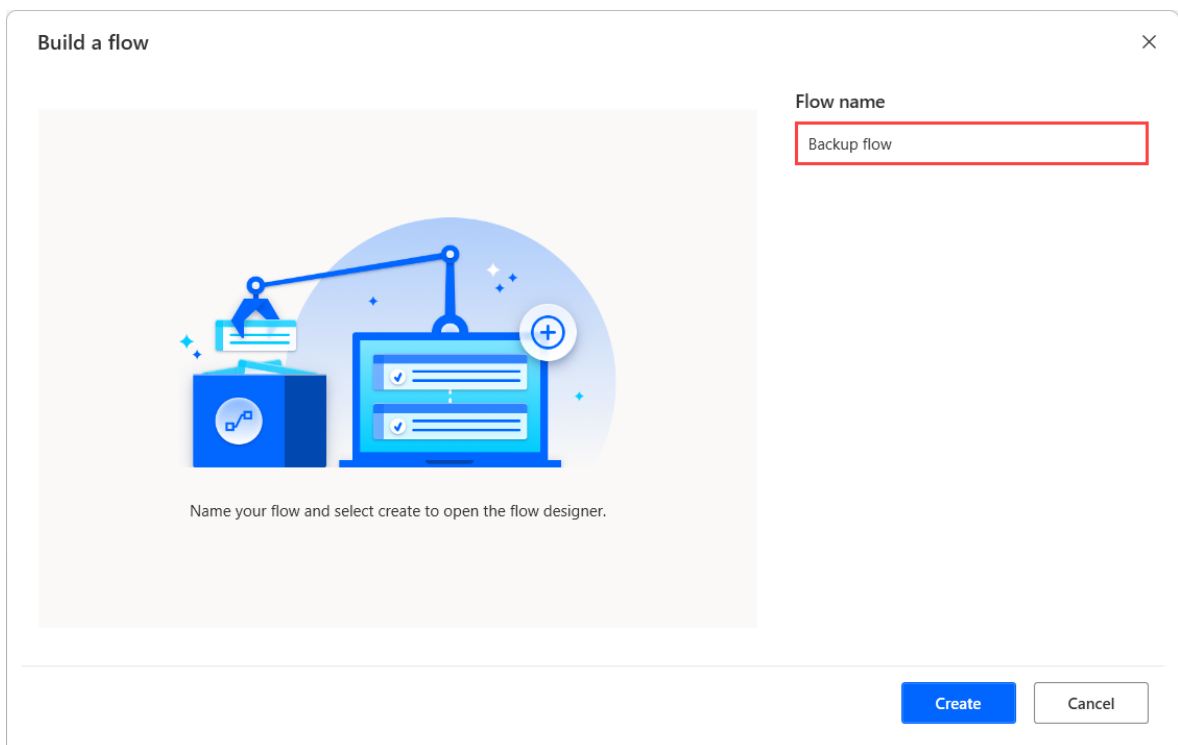 Build a flow
Flow name
Backup flow
Name your flow and select create to open the flow designer.
Create
Cancel